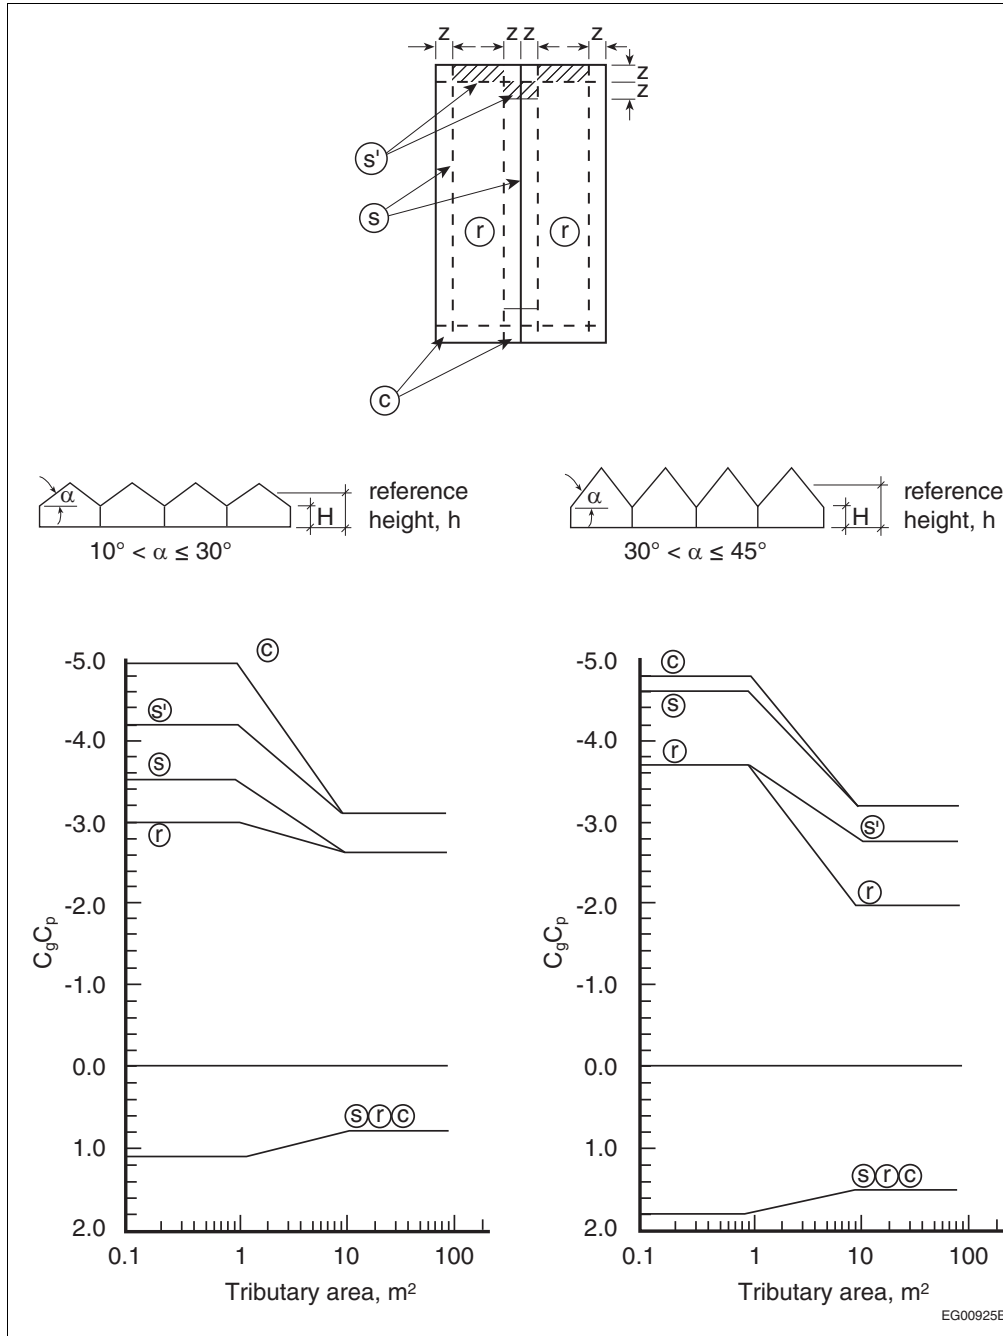 z z z z
z
z
s'
s
r r
c
α H reference height, h
10° < α ≤ 30°
α H reference height, h
30° < α ≤ 45°
-5.0
-4.0
-3.0
-2.0
-1.0
0.0
1.0
2.0
CgCp
c
s'
s
r
s r c
0.1 1 10 100
Tributary area, m²
-5.0
-4.0
-3.0
-2.0
-1.0
0.0
1.0
2.0
CgCp
c
s
r
s'
r
s r c
0.1 1 10 100
Tributary area, m²
EG00925B